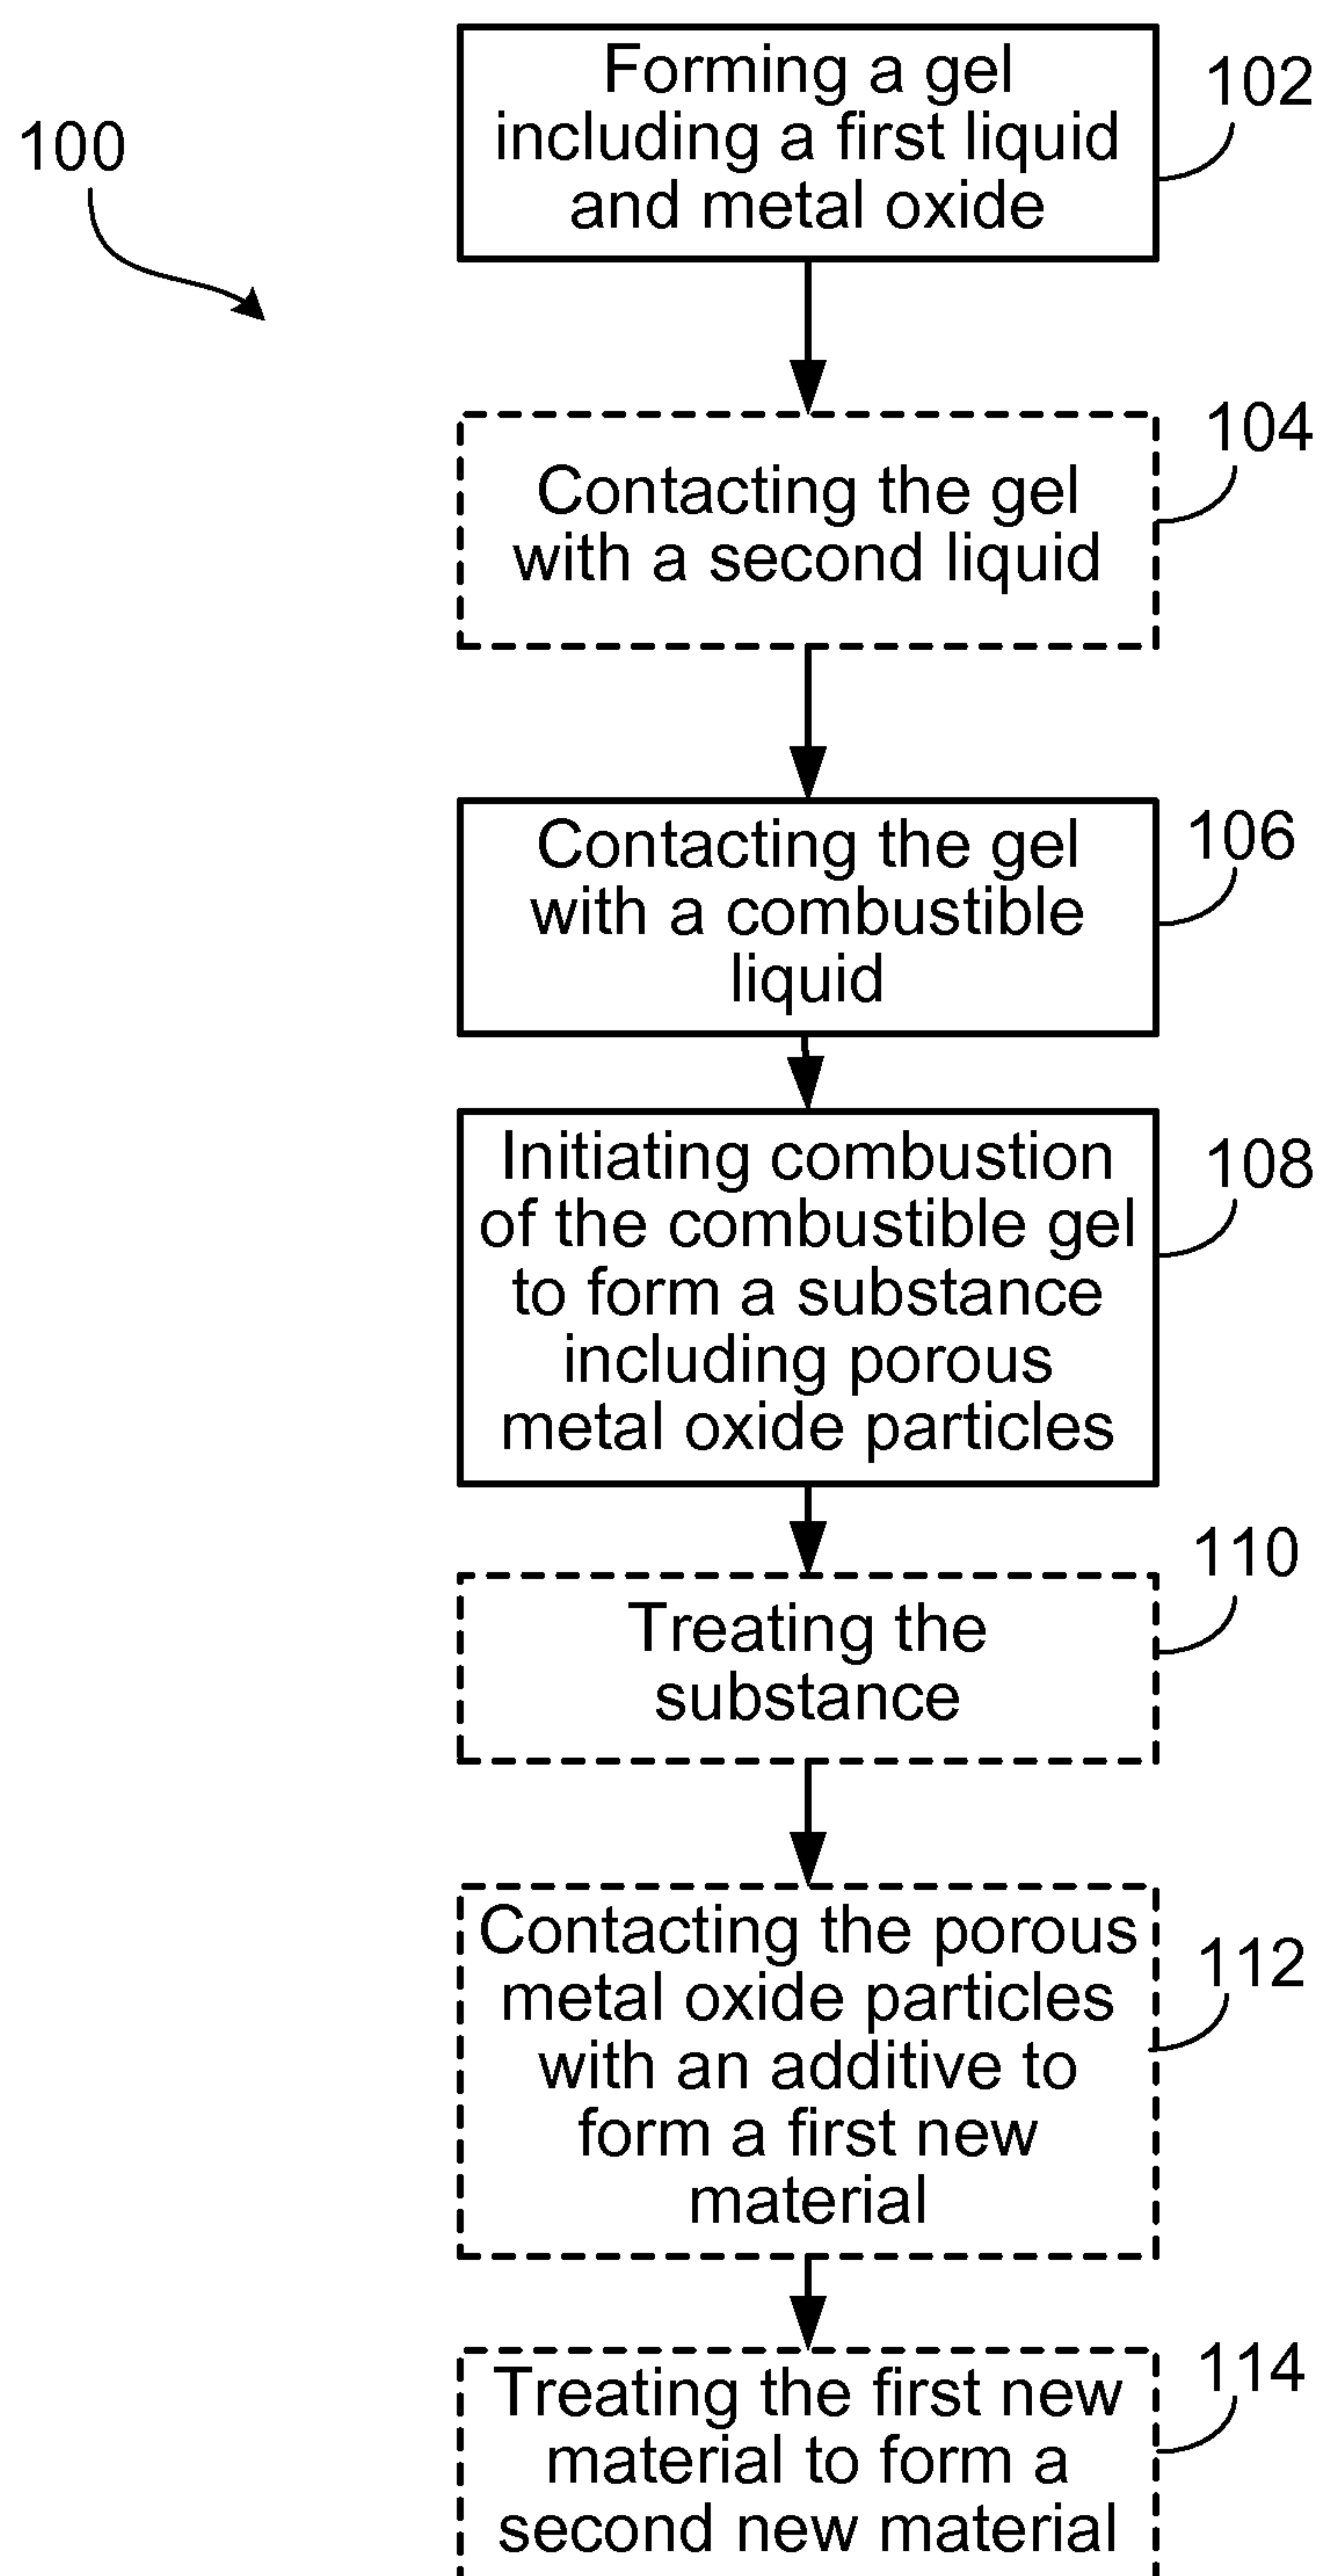 100
Forming a gel
including a first liquid
and metal oxide
102
Contacting the gel
with a second liquid
104
Contacting the gel
with a combustible
liquid
106
Initiating combustion
of the combustible gel
to form a substance
including porous
metal oxide particles
108
Treating the
substance
110
Contacting the porous
metal oxide particles
with an additive to
form a first new
material
112
Treating the first new
material to form a
second new material
114